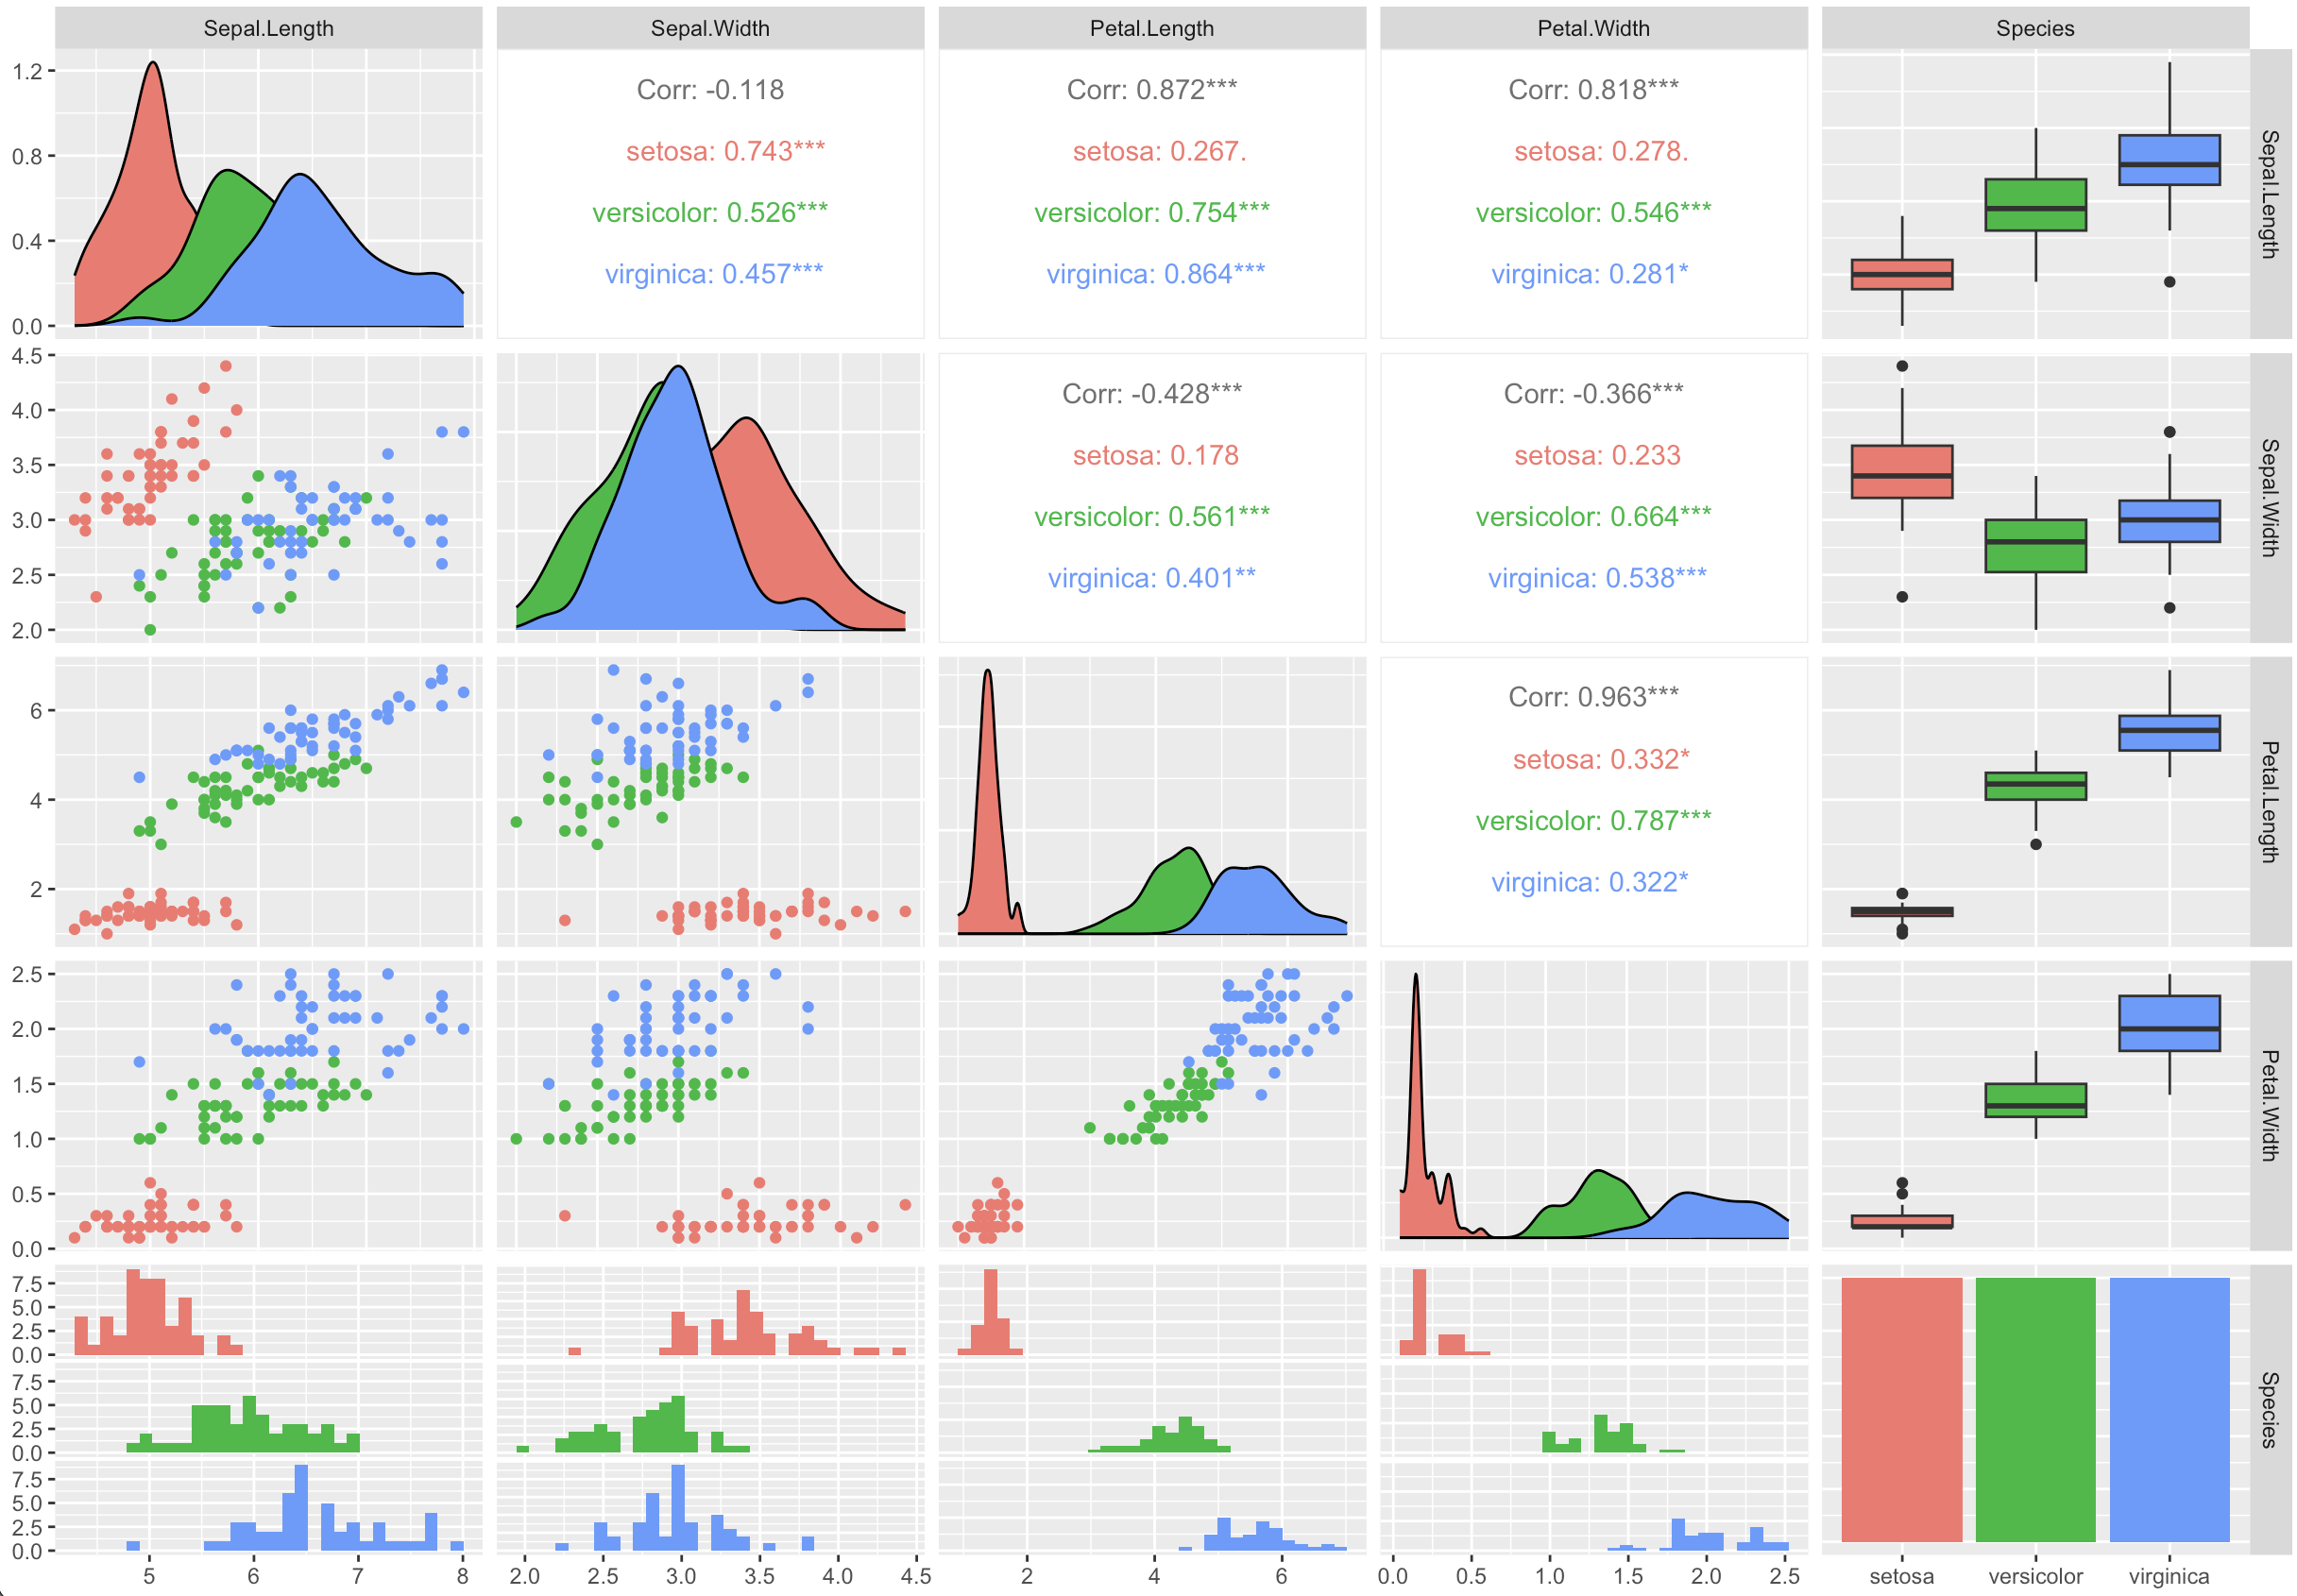 Sepal.Length
Sepal.Width
Petal.Length
Petal.Width
Species
1.2
0.8
0.4
0.0
Corr: -0.118
setosa: 0.743***
versicolor: 0.526***
virginica: 0.457***
Corr: 0.872***
setosa: 0.267.
versicolor: 0.754***
virginica: 0.864***
Corr: 0.818***
setosa: 0.278.
versicolor: 0.546***
virginica: 0.281*
Sepal.Length
4.5
4.0
3.5
3.0
2.5
2.0
Corr: -0.428***
setosa: 0.178
versicolor: 0.561***
virginica: 0.401**
Corr: -0.366***
setosa: 0.233
versicolor: 0.664***
virginica: 0.538***
Sepal.Width
6
4
2
Corr: 0.963***
setosa: 0.332*
versicolor: 0.787***
virginica: 0.322*
Petal.Length
2.5
2.0
1.5
1.0
0.5
0.0
Petal.Width
7.5
5.0
2.5
0.0
7.5
5.0
2.5
0.0
7.5
5.0
2.5
0.0
Species
5 6 7 8
2.0 2.5 3.0 3.5 4.0 4.5
2 4 6
0.0 0.5 1.0 1.5 2.0 2.5
setosa versicolor virginica